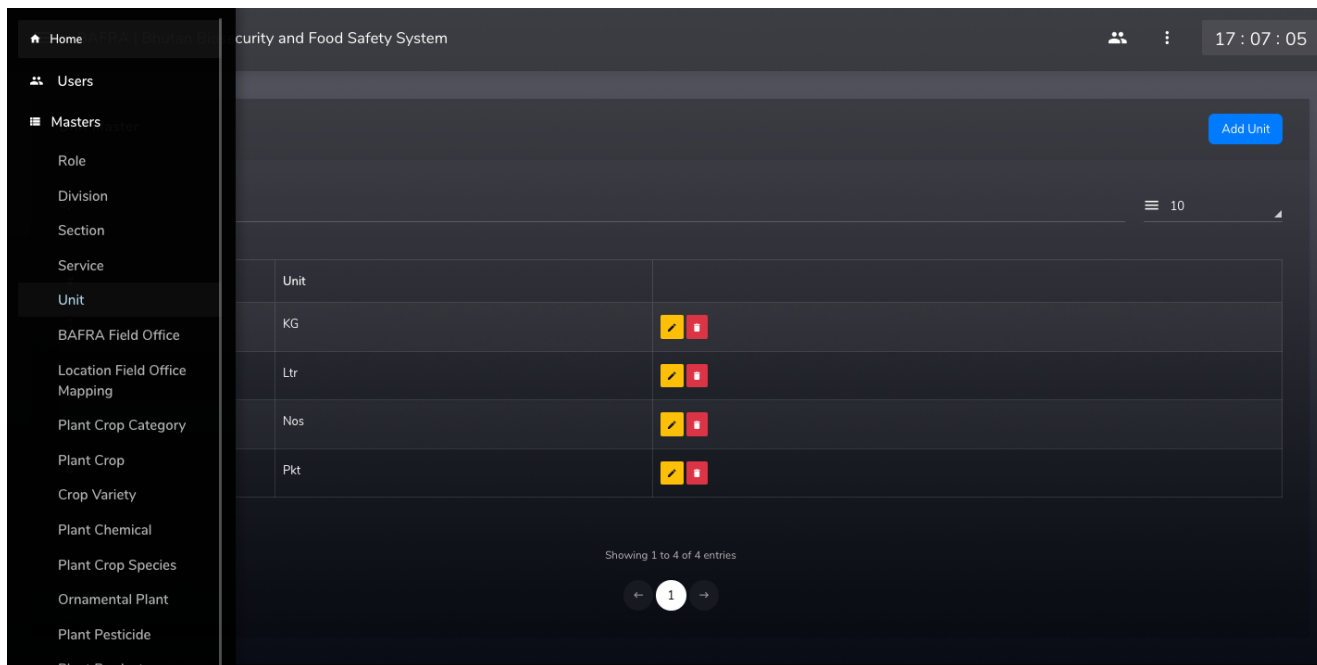 Home
curity and Food Safety System
17 : 07 : 05
Users
Masters
Add Unit
Role
Division
10
Section
Service
Unit
Unit
BAFRA Field Office
KG
Location Field Office
Mapping
Ltr
Plant Crop Category
Nos
Plant Crop
Pkt
Crop Variety
Plant Chemical
Showing 1 to 4 of 4 entries
Plant Crop Species
1
Ornamental Plant
Plant Pesticide